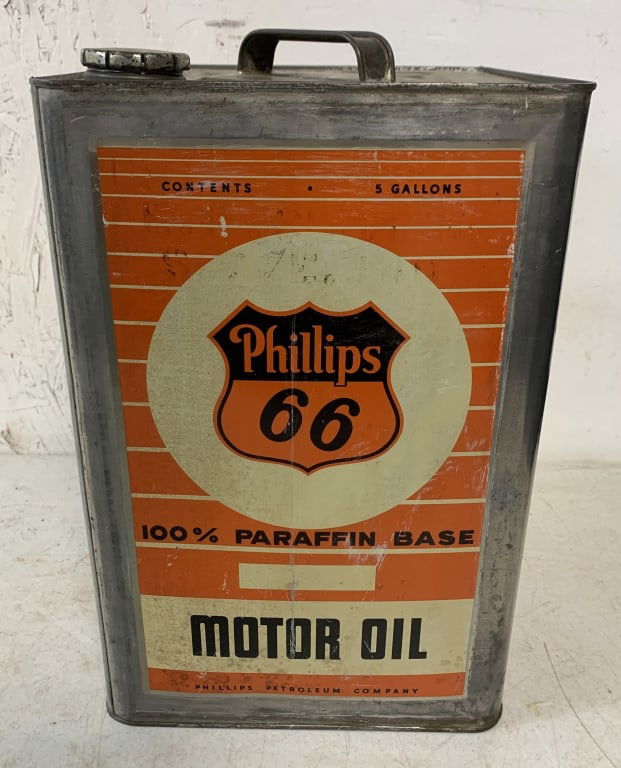 CONTENTS • 5 GALLONS
Phillips
66
100% PARAFFIN BASE
MOTOR OIL
PHILLIPS PETROLEUM COMPANY